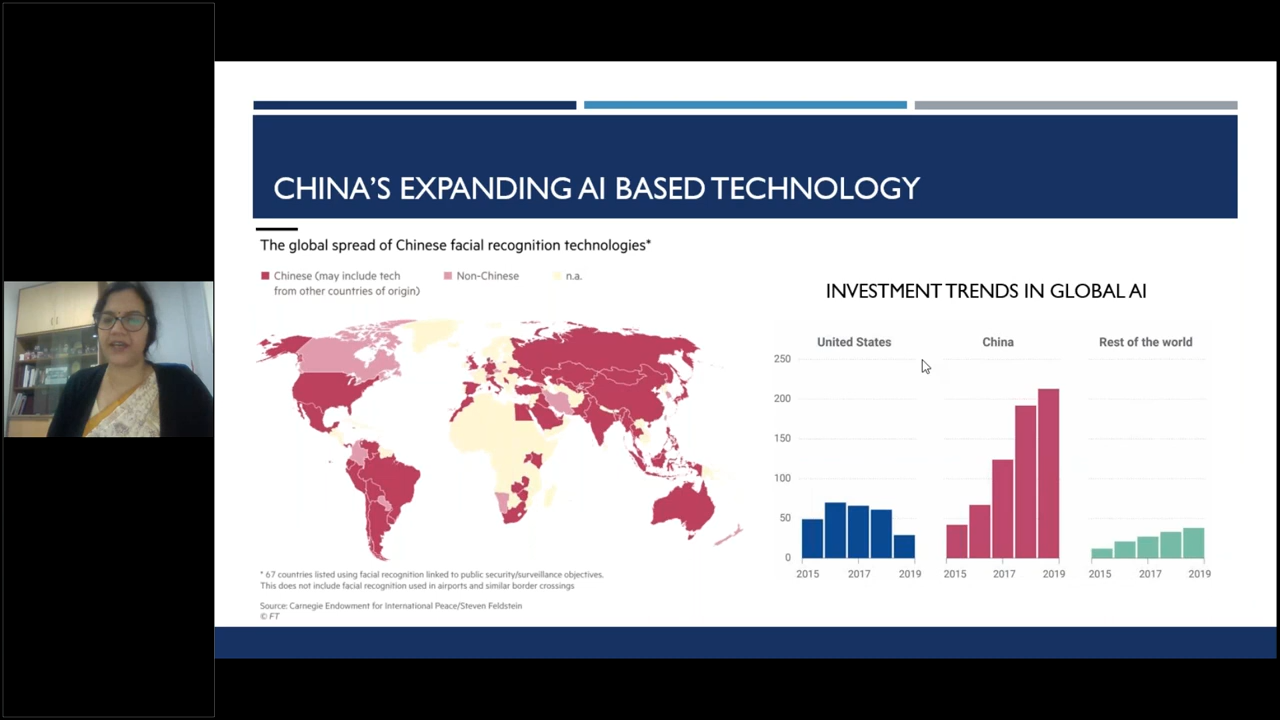 CHINA'S EXPANDING AI BASED TECHNOLOGY
The global spread of Chinese facial recognition technologies*
Chinese (may include tech
from other countries of origin)
Non-Chinese
n.a.
* 67 countries listed using facial recognition linked to public security/surveillance objectives.
This does not include facial recognition used in airports and similar border crossings
Source: Carnegie Endowment for International Peace/Steven Feldstein
© FT
INVESTMENT TRENDS IN GLOBAL AI
United States
China
Rest of the world
250
200
150
100
50
0
2015 2017 2019
2015 2017 2019
2015 2017 2019